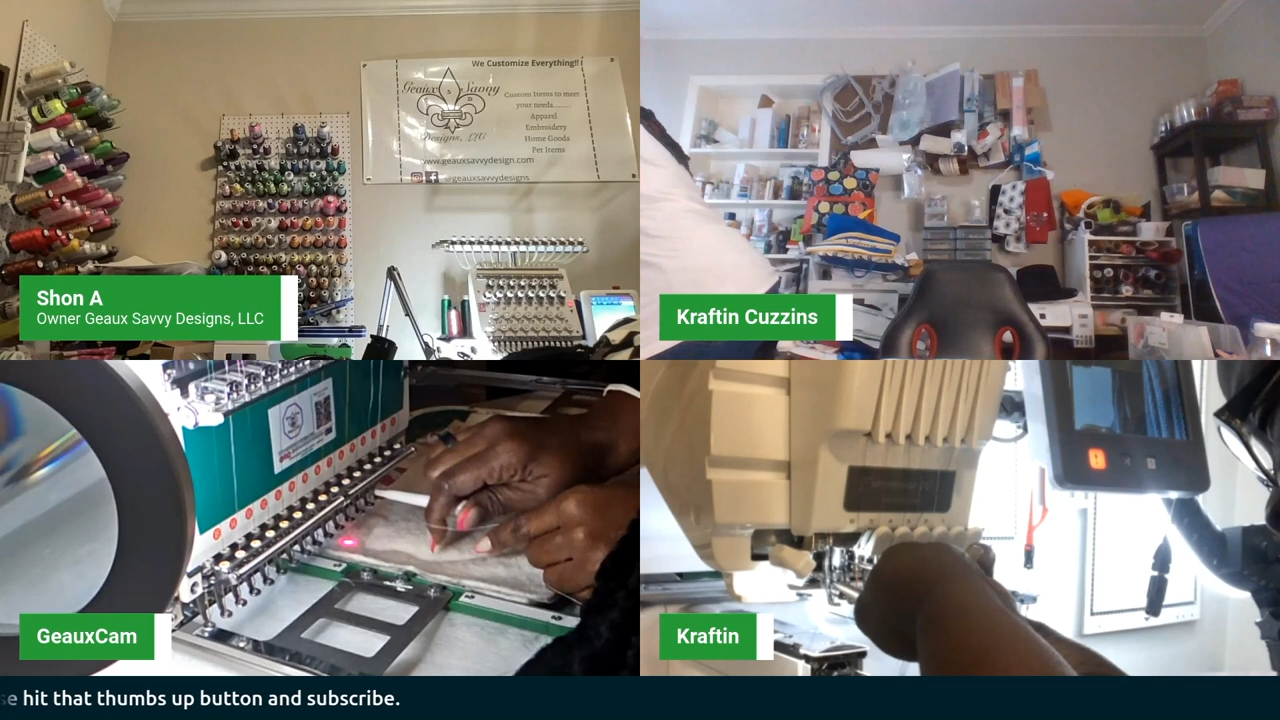 We Customize Everything!!
Geaux Savvy
Designs, LLC
Custom Items to meet
your needs........
Apparel
Embroidery
Home Goods
Pet Items
www.geauxsavvydesign.com
@geauxsavvydesigns
Shon A
Owner Geaux Savvy Designs, LLC
Kraftin Cuzzins
GeauxCam
Kraftin
e hit that thumbs up button and subscribe.